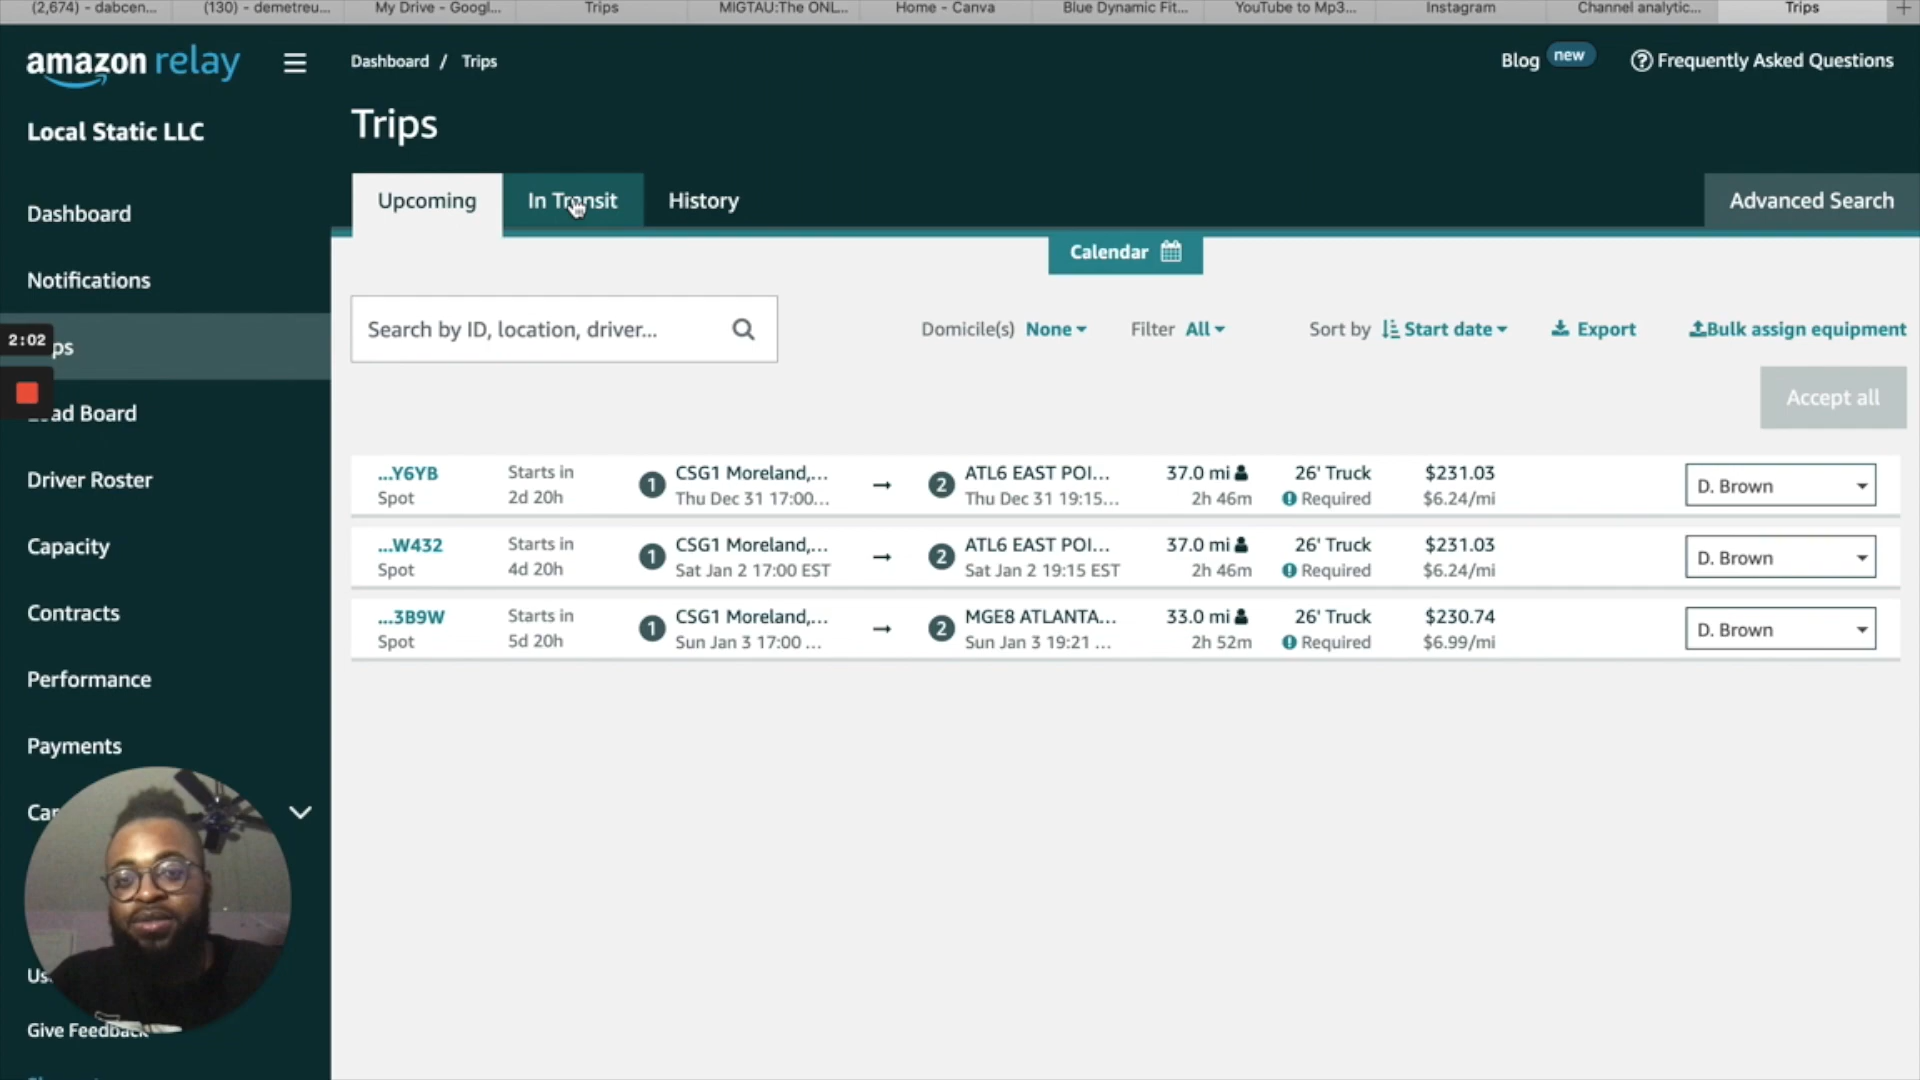 (2,674) - dabcen...
(130) - demetreu...
My Drive - Googl...
Trips
MIGTAU:The ONL...
Home - Canva
Blue Dynamic Fit...
YouTube to Mp3...
Instagram
Channel analytic...
Trips
amazon relay
Dashboard / Trips
Blog new
Frequently Asked Questions
Local Static LLC
Trips
Upcoming
In Transit
History
Advanced Search
Dashboard
Notifications
ps
2:02
ad Board
Driver Roster
Capacity
Contracts
Performance
Payments
Give Feedback
Calendar
Search by ID, location, driver...
Domicile(s) None
Filter All
Sort by Start date
Export
Bulk assign equipment
Accept all
...Y6YB Starts in 1 CSG1 Moreland,... → 2 ATL6 EAST POI... 37.0 mi 26' Truck $231.03 D. Brown
Spot 2d 20h Thu Dec 31 17:00... Thu Dec 31 19:15... 2h 46m Required $6.24/mi
...W432 Starts in 1 CSG1 Moreland,... → 2 ATL6 EAST POI... 37.0 mi 26' Truck $231.03 D. Brown
Spot 4d 20h Sat Jan 2 17:00 EST Sat Jan 2 19:15 EST 2h 46m Required $6.24/mi
...3B9W Starts in 1 CSG1 Moreland,... → 2 MGE8 ATLANTA... 33.0 mi 26' Truck $230.74 D. Brown
Spot 5d 20h Sun Jan 3 17:00 ... Sun Jan 3 19:21 ... 2h 52m Required $6.99/mi